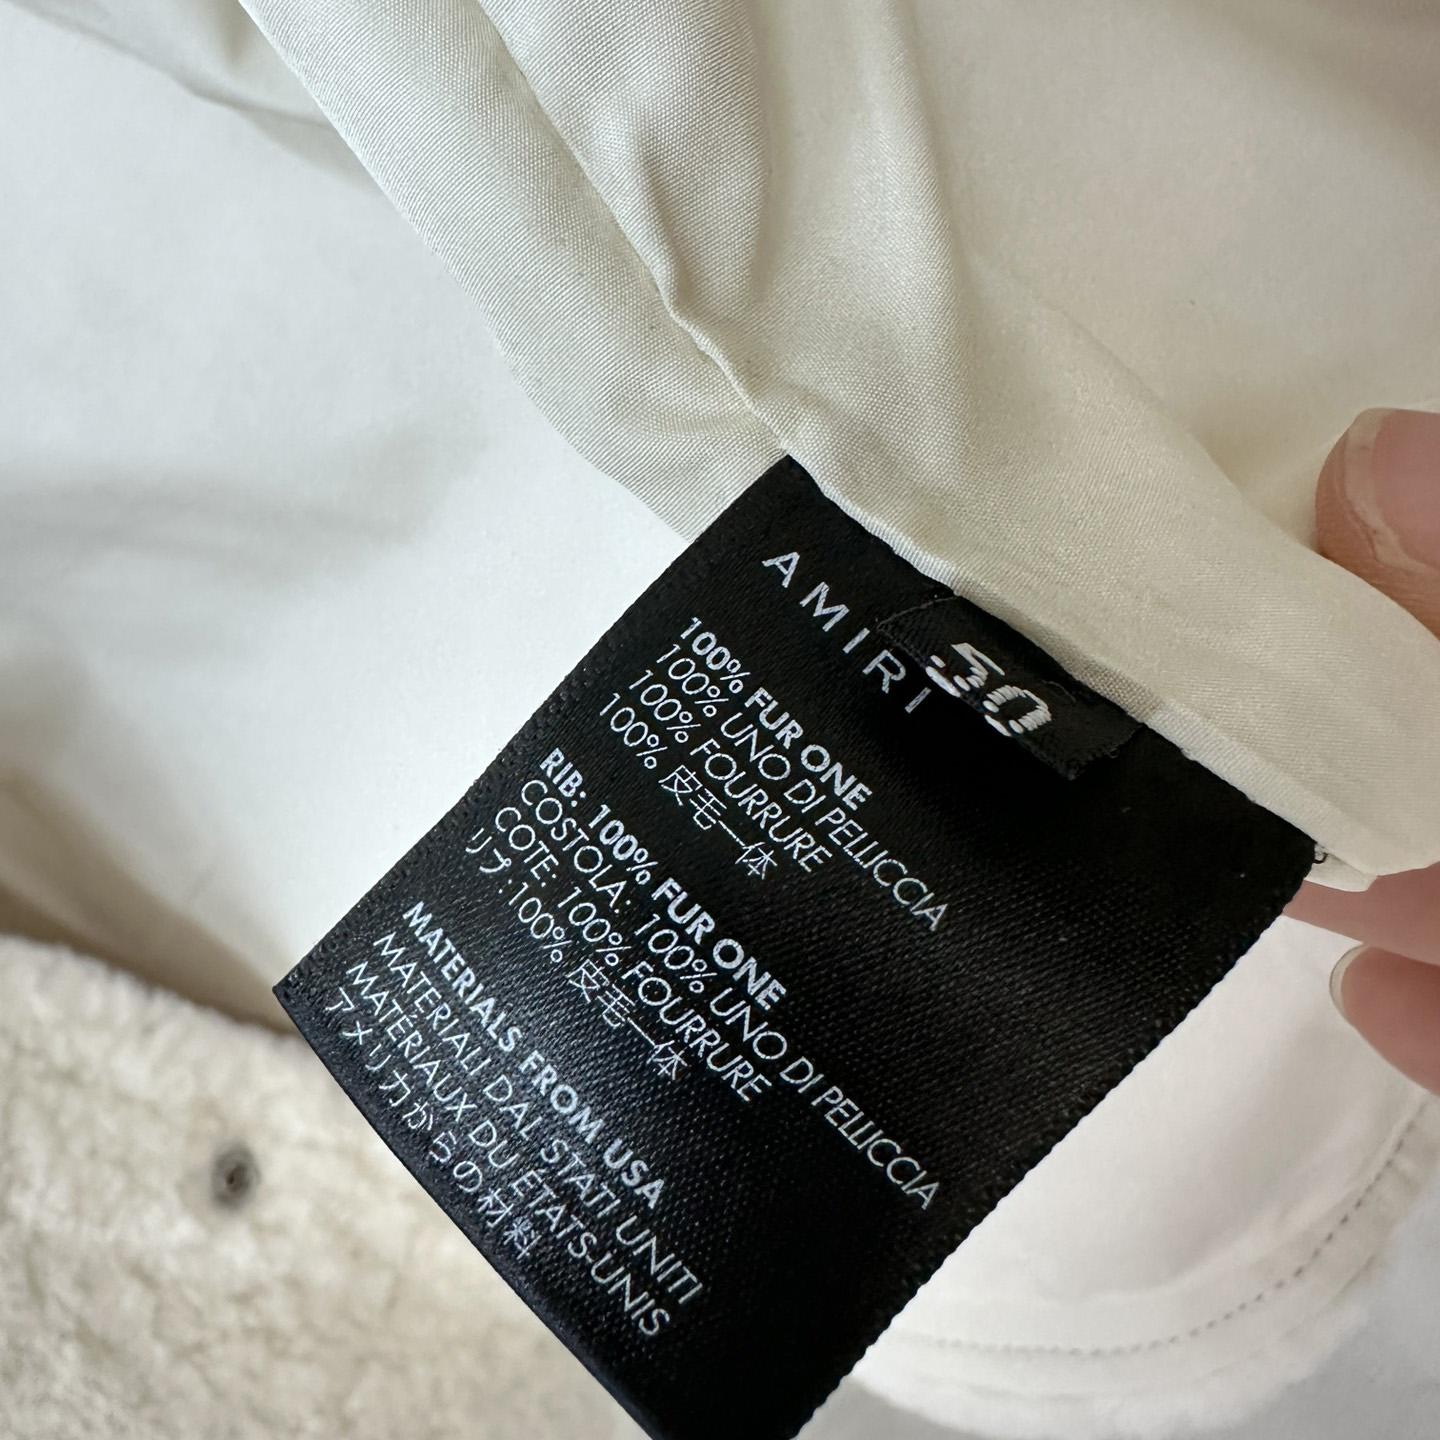 AMIRI
50
100% FUR ONE
100% UNO DI PELLICCIA
100% FOURRURE
100% 皮毛一体
RIB: 100% FUR ONE
COSTOLA: 100% UNO DI PELLICCIA
COTE: 100% FOURRURE
リブ: 100% 皮毛一体
MATERIALS FROM USA
MATERIALI DAL STATI UNITI
MATÉRIAUX DU ÉTATS-UNIS
アメリカからの材料